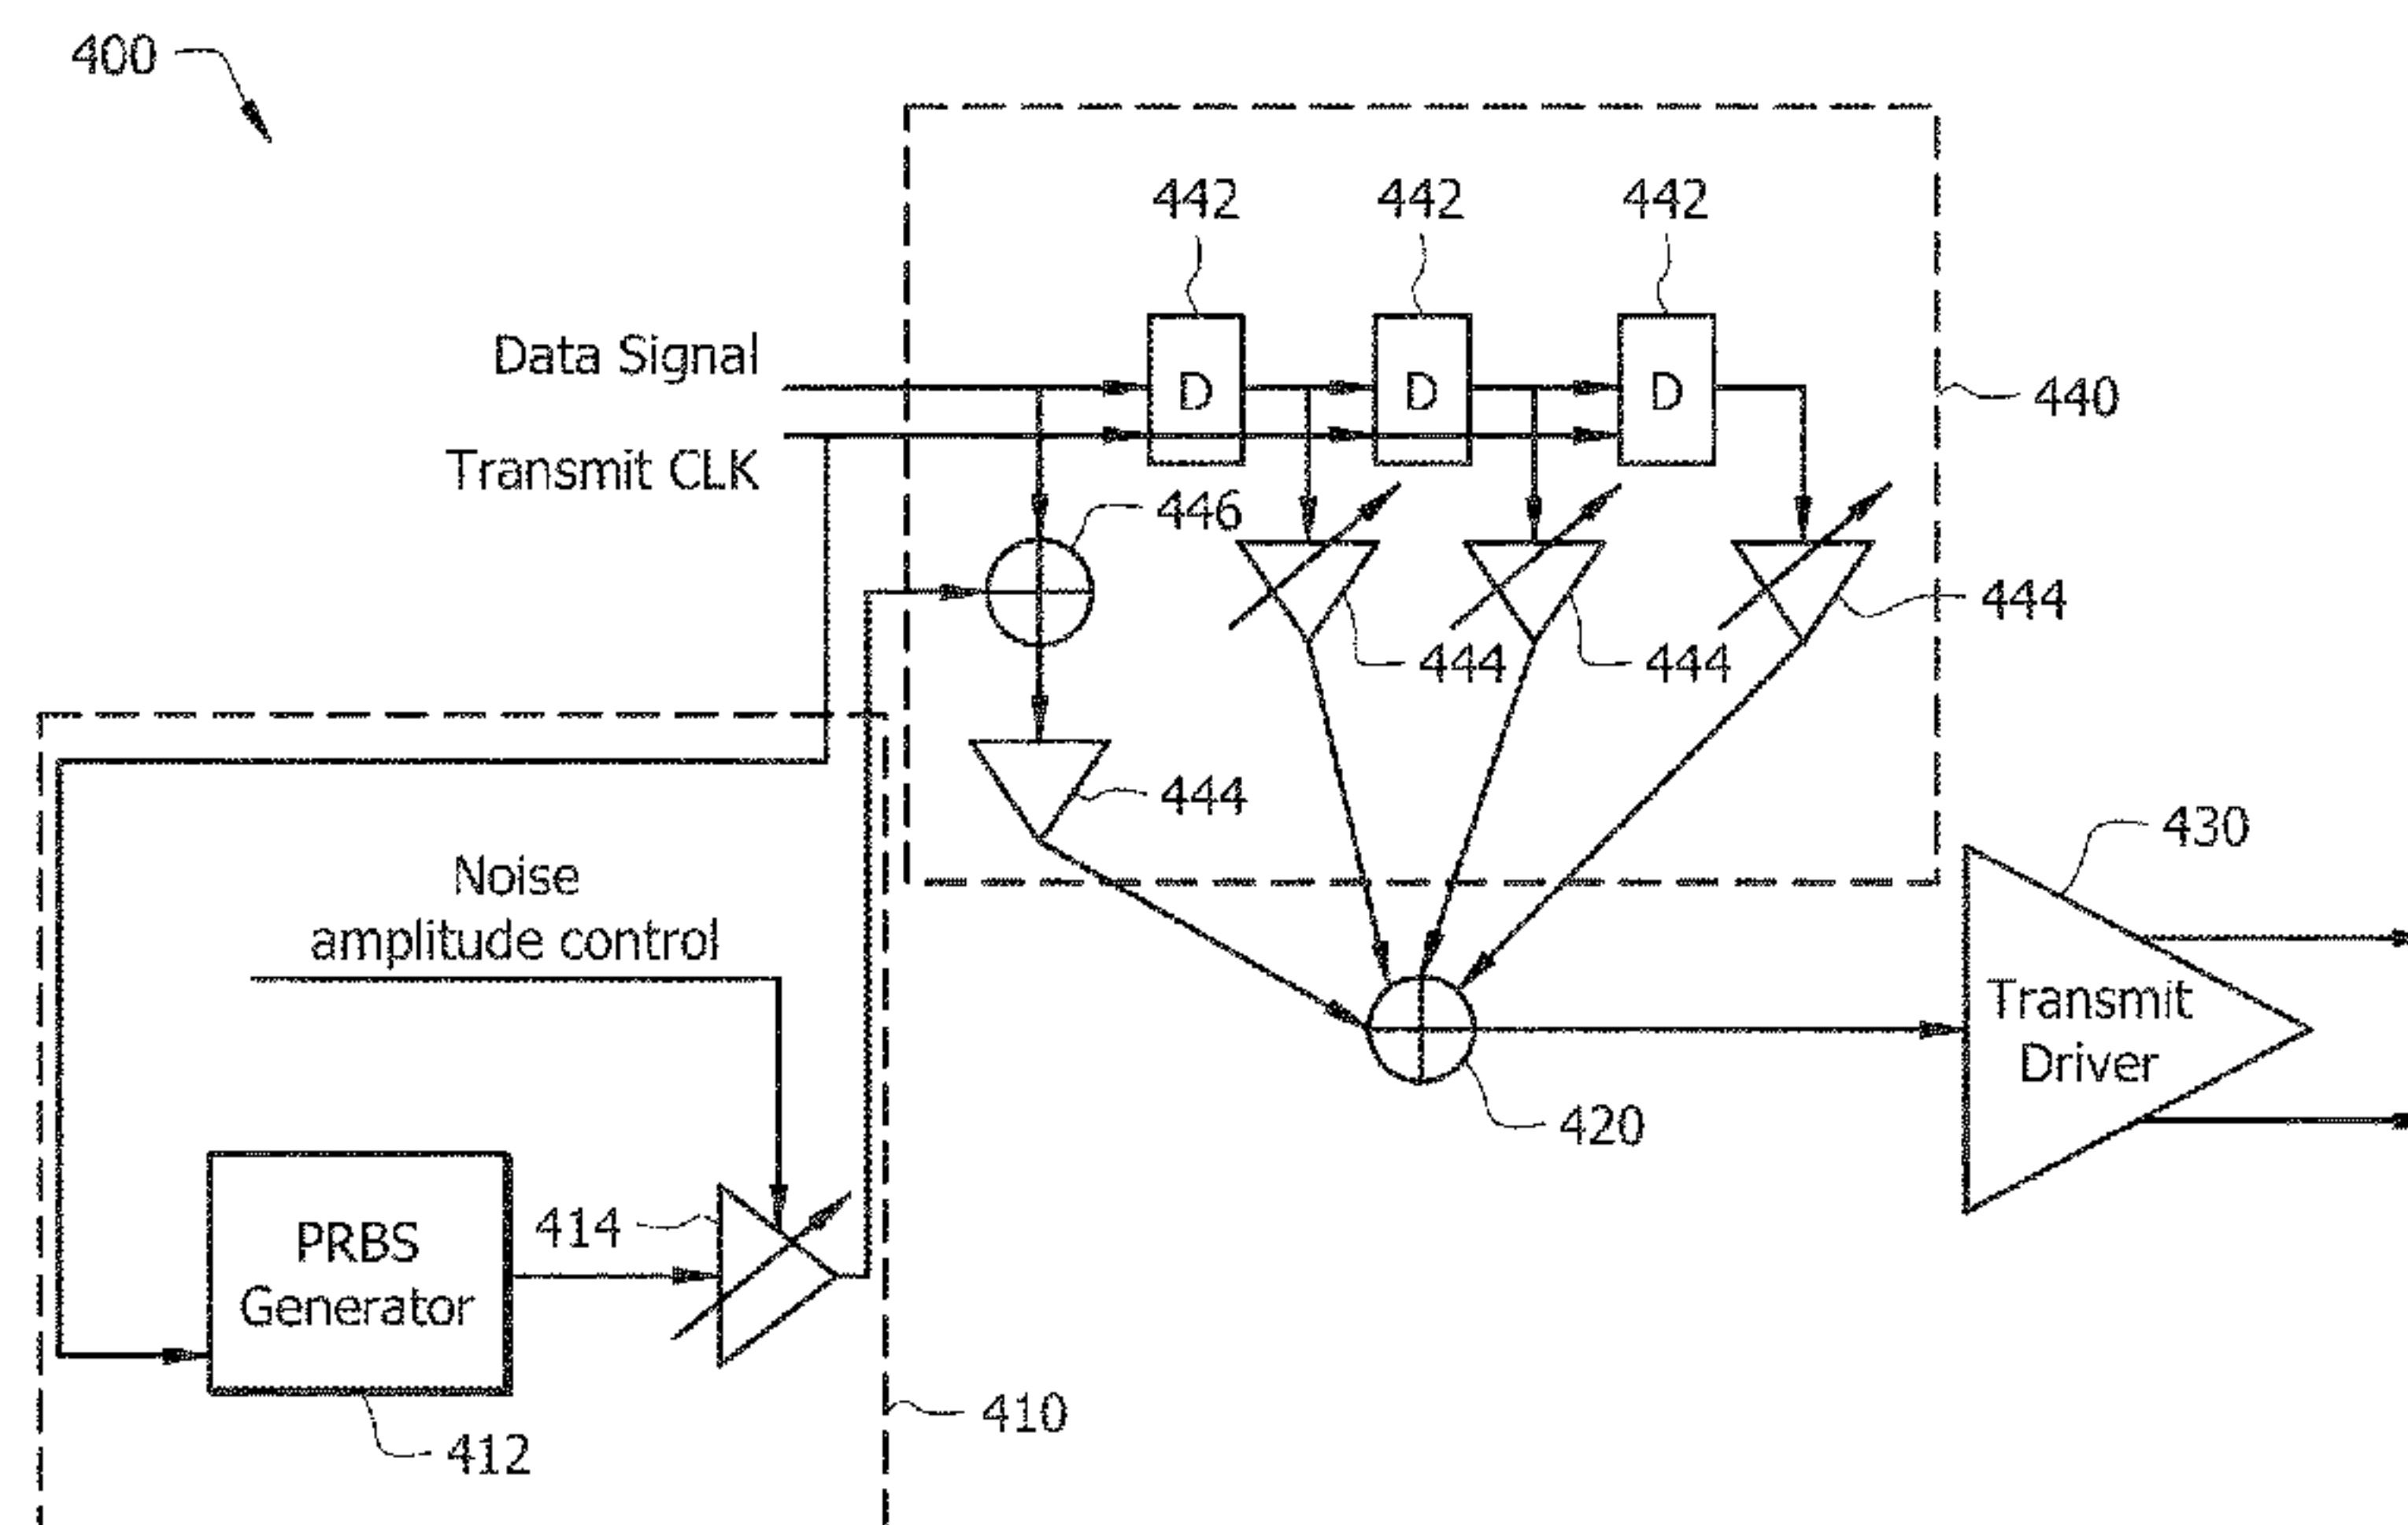 400
442 442 442
Data Signal
D D D
440
Transmit CLK
446
444
444 444
444
430
Noise
amplitude control
Transmit
Driver
420
PRBS
Generator
414
410
412